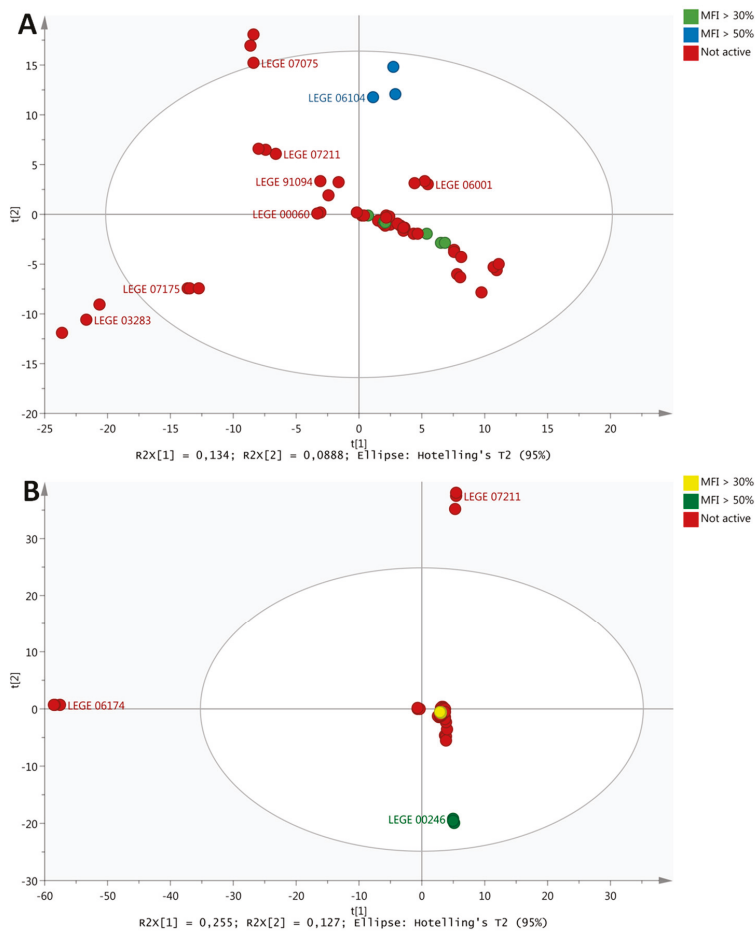 A
MFI > 30%
MFI > 50%
Not active
t[2]
15
10
5
0
-5
-10
-15
-20
LEGE 07075
LEGE 06104
LEGE 07211
LEGE 91094
LEGE 06001
LEGE 00060
LEGE 07175
LEGE 03283
-25 -20 -15 -10 -5 0 5 10 15 20
t[1]
R2X[1] = 0,134; R2X[2] = 0,0888; Ellipse: Hotelling's T2 (95%)
B
MFI > 30%
MFI > 50%
Not active
t[2]
30
20
10
0
-10
-20
-30
LEGE 07211
LEGE 06174
LEGE 00246
-60 -50 -40 -30 -20 -10 0 10 20 30
t[1]
R2X[1] = 0,255; R2X[2] = 0,127; Ellipse: Hotelling's T2 (95%)